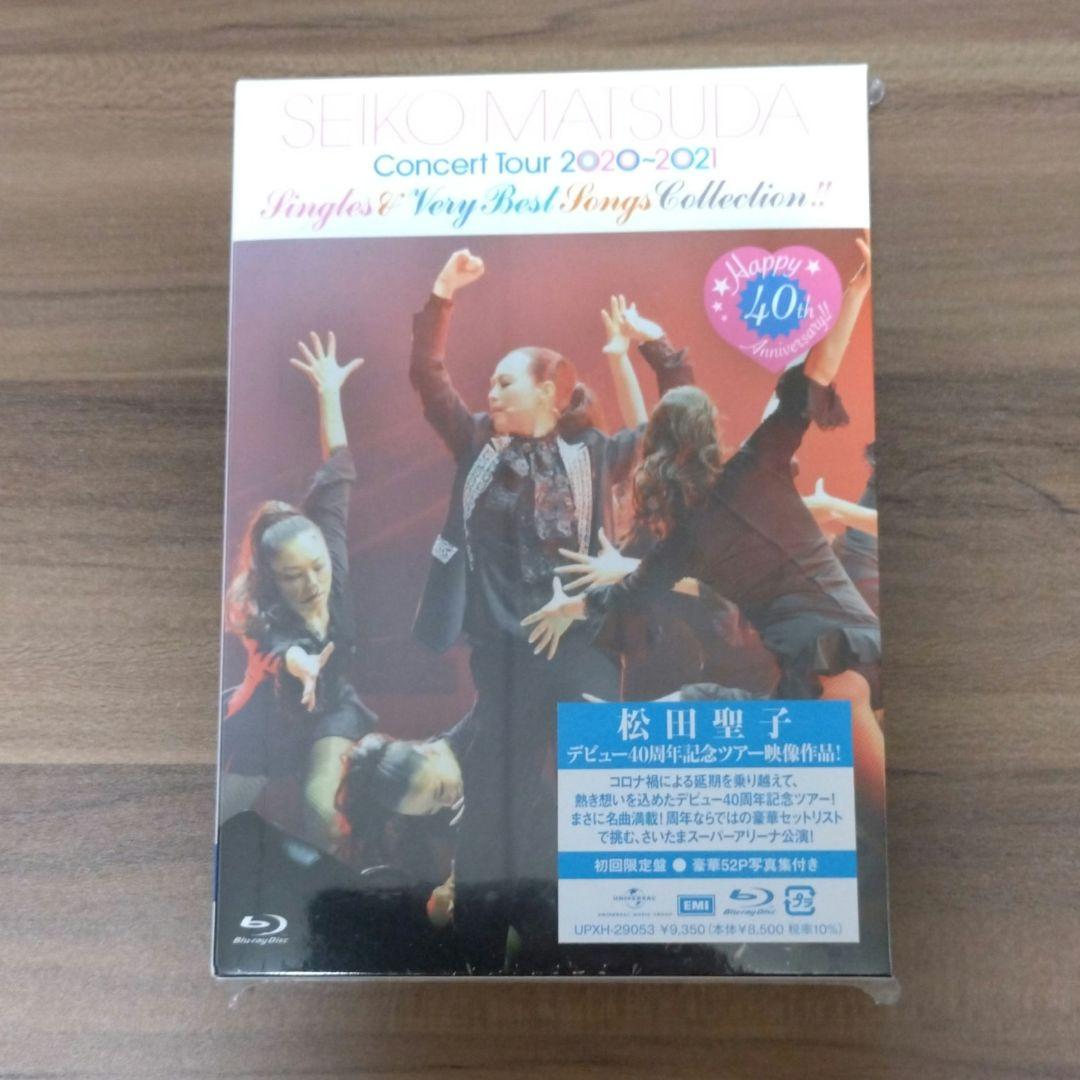 SEIKO MATSUDA
Concert Tour 2020~2021
Singles & Very Best Songs Collection!!
Happy
40th
Anniversary!!
松田聖子
デビュー40周年記念ツアー映像作品!
コロナ禍による延期を乗り越えて、
熱き想いを込めたデビュー40周年記念ツアー!
まさに名曲満載!周年ならではの豪華セットリスト
で挑む、さいたまスーパーアリーナ公演!
初回限定盤 ● 豪華52P写真集付き
UNIVERSAL
UNIVERSAL MUSIC GROUP
EMI
Blu-ray Disc
プラ
UPXH-29053 ¥9,350(本体¥8,500 税率10%)
Blu-ray Disc